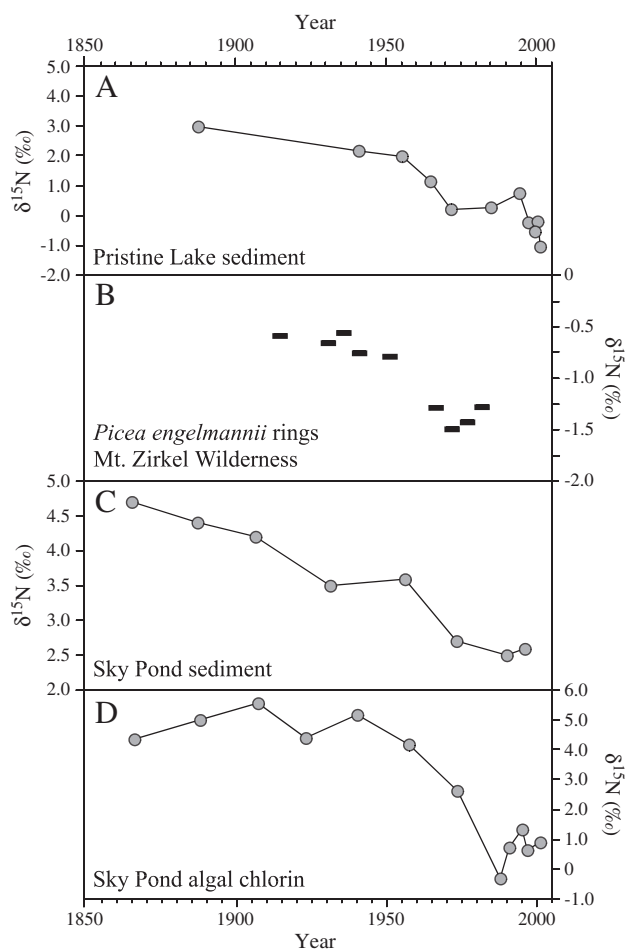 Year
1850 1900 1950 2000
A
5.0
4.0
3.0
2.0
1.0
0
-1.0
-2.0
δ15N (‰)
Pristine Lake sediment
B
0
-0.5
-1.0
-1.5
-2.0
δ15N (‰)
Picea engelmannii rings
Mt. Zirkel Wilderness
C
5.0
4.5
4.0
3.5
3.0
2.5
2.0
δ15N (‰)
Sky Pond sediment
D
6.0
5.0
4.0
3.0
2.0
1.0
0
-1.0
δ15N (‰)
Sky Pond algal chlorin
1850 1900 1950 2000
Year